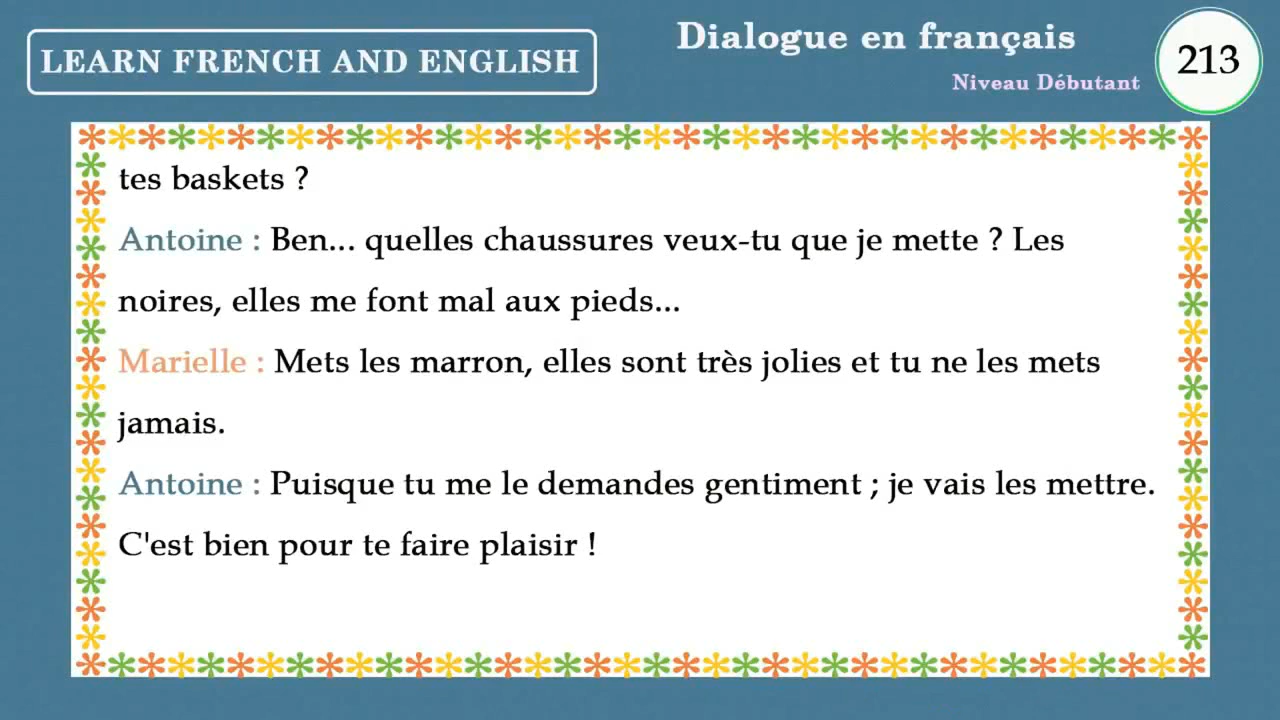 LEARN FRENCH AND ENGLISH
Dialogue en français
Niveau Débutant
213
tes baskets ?
Antoine : Ben... quelles chaussures veux-tu que je mette ? Les
noires, elles me font mal aux pieds...
Marielle : Mets les marron, elles sont très jolies et tu ne les mets
jamais.
Antoine : Puisque tu me le demandes gentiment ; je vais les mettre.
C'est bien pour te faire plaisir !